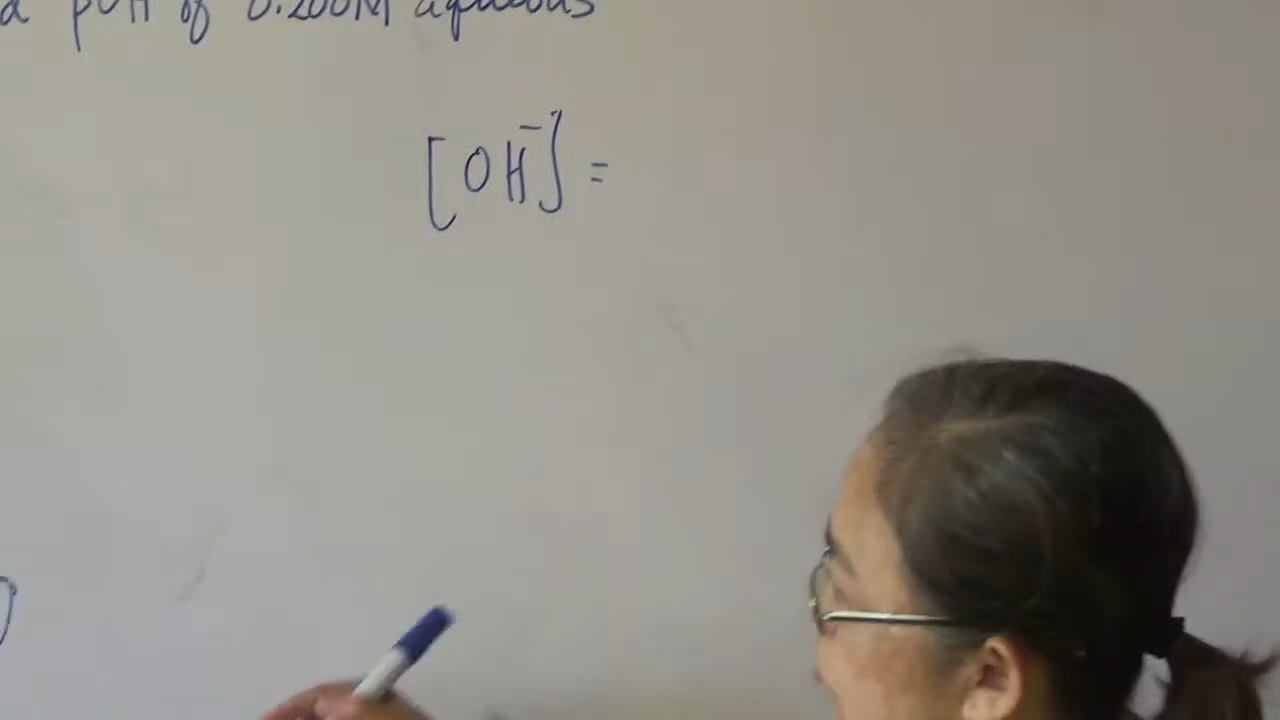 pOH of 0.200M aqueous
[OH⁻] =